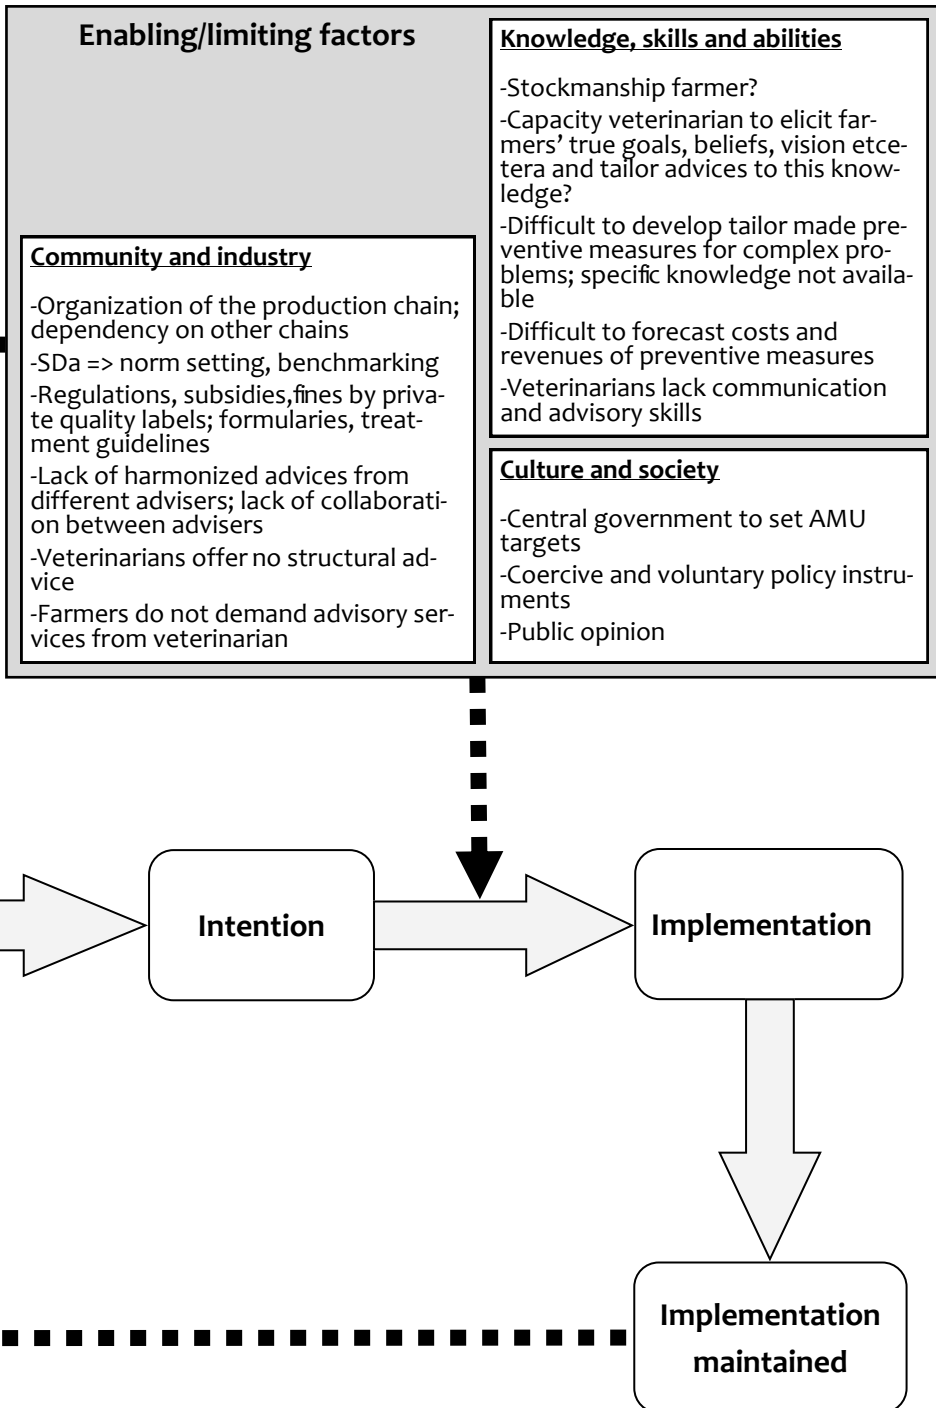 Enabling/limiting factors
Knowledge, skills and abilities
-Stockmanship farmer?
-Capacity veterinarian to elicit far-
mers’ true goals, beliefs, vision etce-
tera and tailor advices to this know-
ledge?
-Difficult to develop tailor made pre-
ventive measures for complex pro-
blems; specific knowledge not availa-
ble
-Difficult to forecast costs and
revenues of preventive measures
-Veterinarians lack communication
and advisory skills
Community and industry
-Organization of the production chain;
dependency on other chains
-SDa => norm setting, benchmarking
-Regulations, subsidies,fines by priva-
te quality labels; formularies, treat-
ment guidelines
-Lack of harmonized advices from
different advisers; lack of collaborati-
on between advisers
-Veterinarians offer no structural ad-
vice
-Farmers do not demand advisory ser-
vices from veterinarian
Culture and society
-Central government to set AMU
targets
-Coercive and voluntary policy instru-
ments
-Public opinion
Intention
Implementation
Implementation
maintained